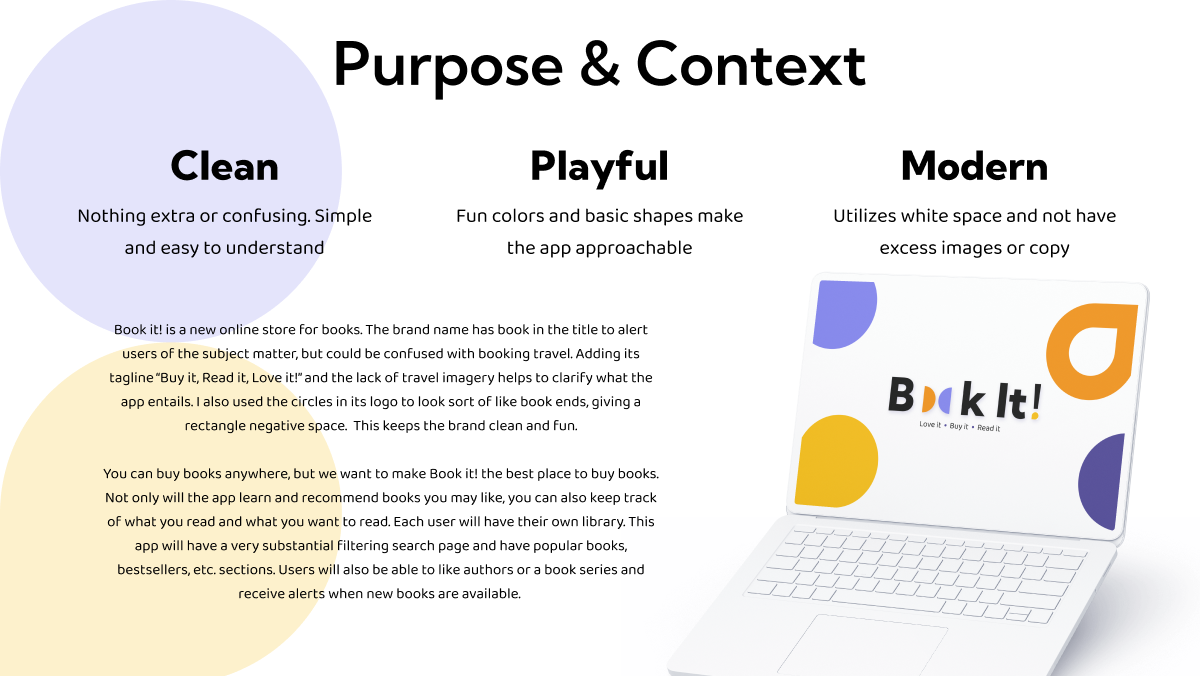 Purpose & Context
Clean
Nothing extra or confusing. Simple
and easy to understand
Playful
Fun colors and basic shapes make
the app approachable
Modern
Utilizes white space and not have
excess images or copy
Book it! is a new online store for books. The brand name has book in the title to alert
users of the subject matter, but could be confused with booking travel. Adding its
tagline "Buy it, Read it, Love it!" and the lack of travel imagery helps to clarify what the
app entails. I also used the circles in its logo to look sort of like book ends, giving a
rectangle negative space.  This keeps the brand clean and fun.
You can buy books anywhere, but we want to make Book it! the best place to buy books.
Not only will the app learn and recommend books you may like, you can also keep track
of what you read and what you want to read. Each user will have their own library. This
app will have a very substantial filtering search page and have popular books,
bestsellers, etc. sections. Users will also be able to like authors or a book series and
receive alerts when new books are available.
Book It!
Love it • Buy it • Read it